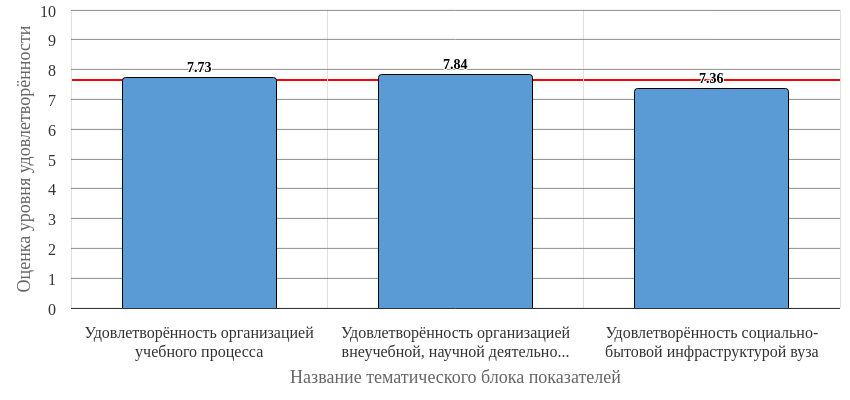 Оценка уровня удовлетворённости
10
9
8
7
6
5
4
3
2
1
0
7.73
7.84
7.36
Удовлетворённость организацией
учебного процесса
Удовлетворённость организацией
внеучебной, научной деятельно...
Удовлетворённость социально-
бытовой инфраструктурой вуза
Название тематического блока показателей